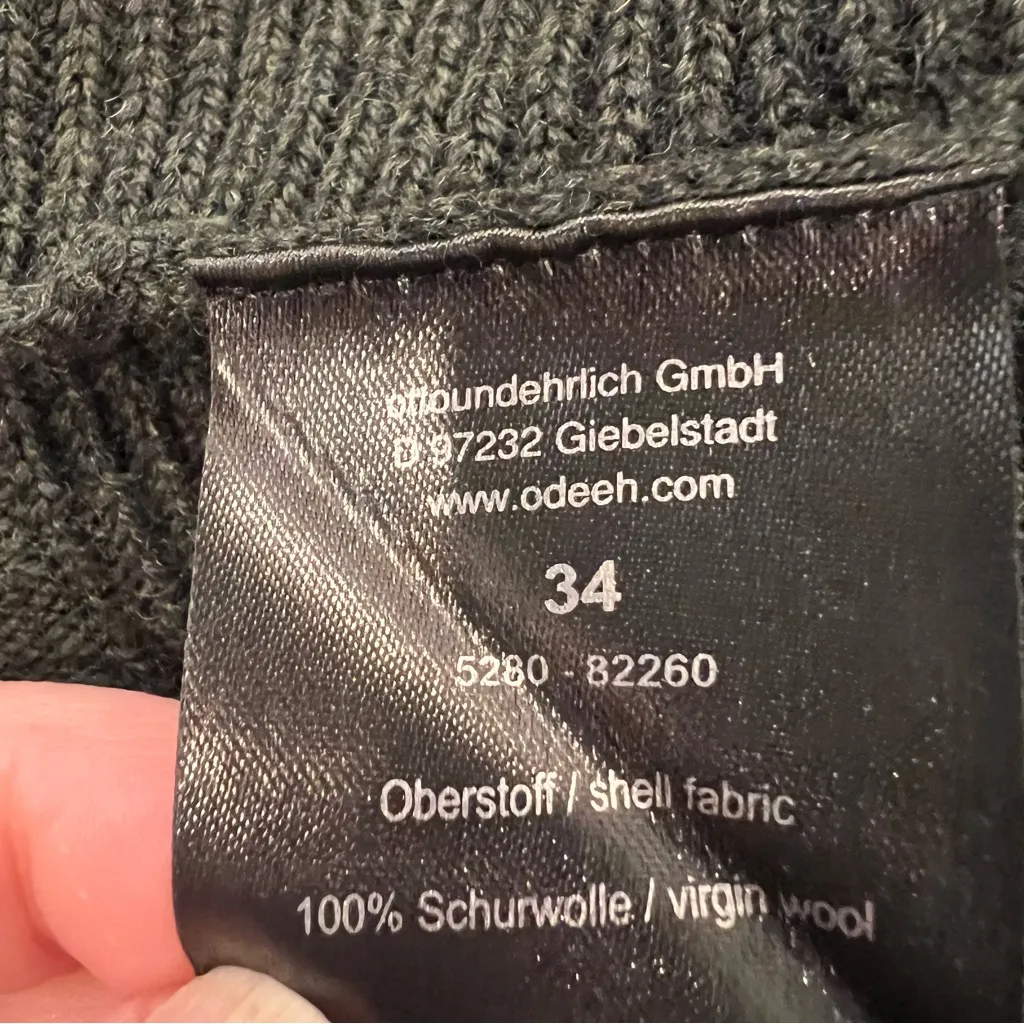 ottoundehrlich GmbH
D 97232 Giebelstadt
www.odeeh.com
34
5280 - 82260
Oberstoff / shell fabric
100% Schurwolle / virgin wool